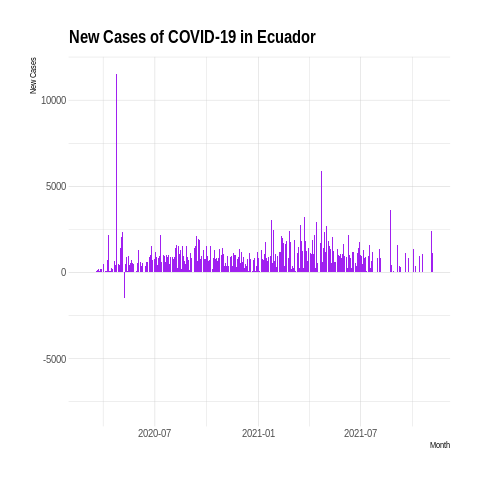 New Cases of COVID-19 in Ecuador
New Cases
10000
5000
0
-5000
2020-07
2021-01
2021-07
Month